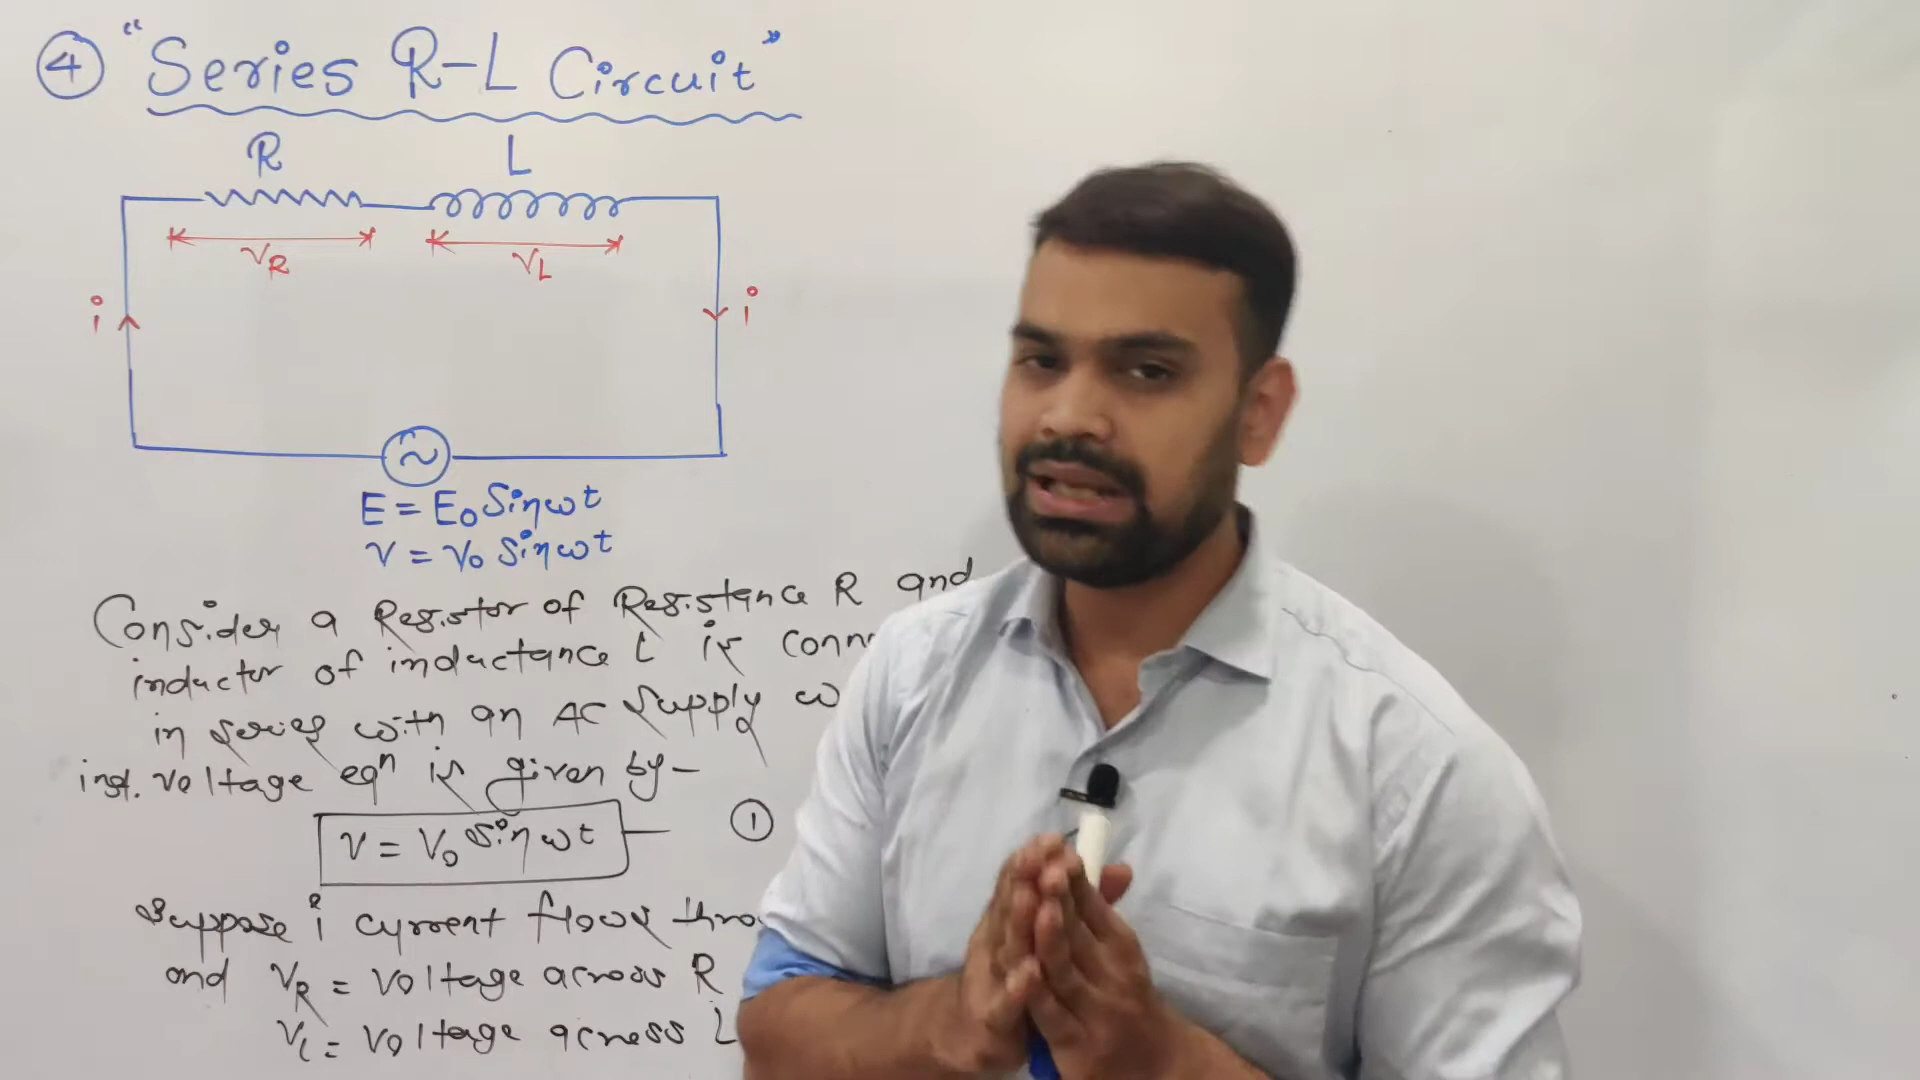 ④ "Series R-L Circuit"
R L
VR VL
i i
E = E₀ Sinωt
V = V₀ Sinωt
Consider a Resistor of Resistance R and
inductor of inductance L is conn
in series with an AC supply w
inst. voltage eqⁿ is given by-
V = V₀ Sinωt — ①
Suppose i current flows thro
and VR = Voltage across R
VL = Voltage across L